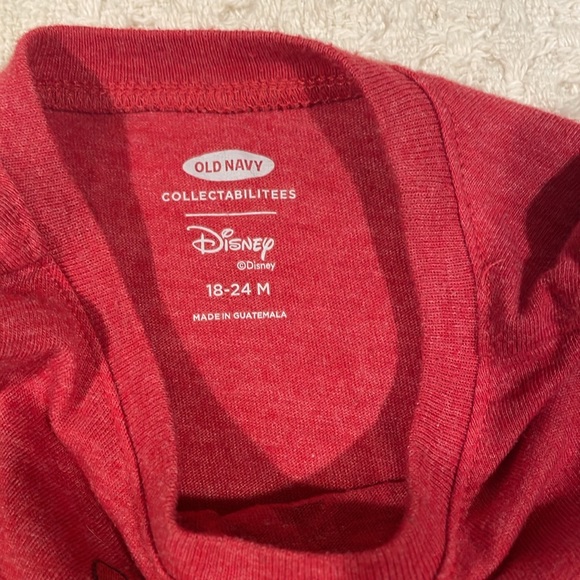 OLD NAVY
COLLECTABILITEES
Disney
©Disney
18-24 M
MADE IN GUATEMALA